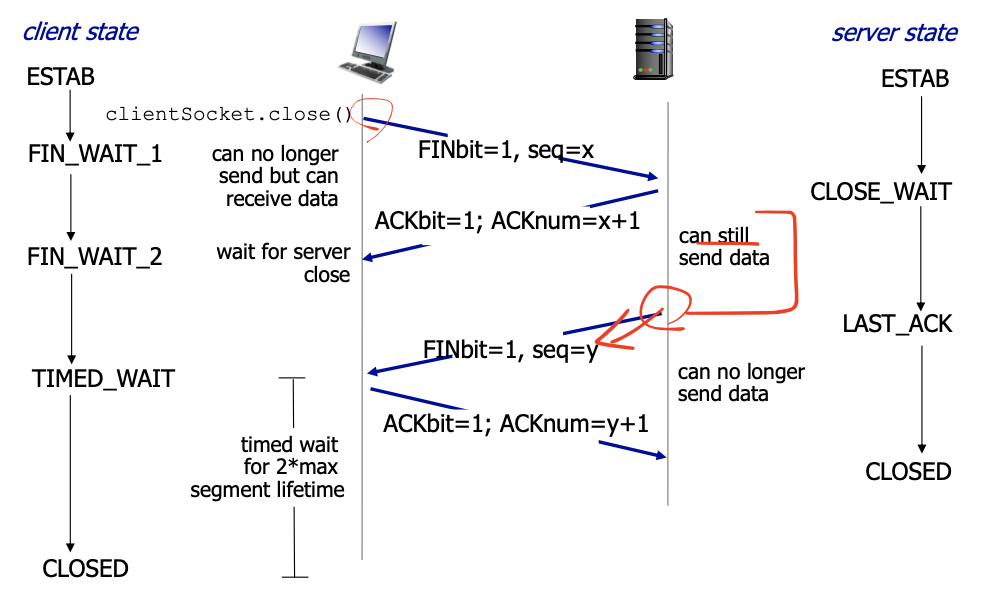 client state
server state
ESTAB
ESTAB
clientSocket.close()
FINbit=1, seq=x
FIN_WAIT_1
can no longer
send but can
receive data
CLOSE_WAIT
ACKbit=1; ACKnum=x+1
FIN_WAIT_2
wait for server
close
can still
send data
LAST_ACK
FINbit=1, seq=y
TIMED_WAIT
can no longer
send data
ACKbit=1; ACKnum=y+1
timed wait
for 2*max
segment lifetime
CLOSED
CLOSED